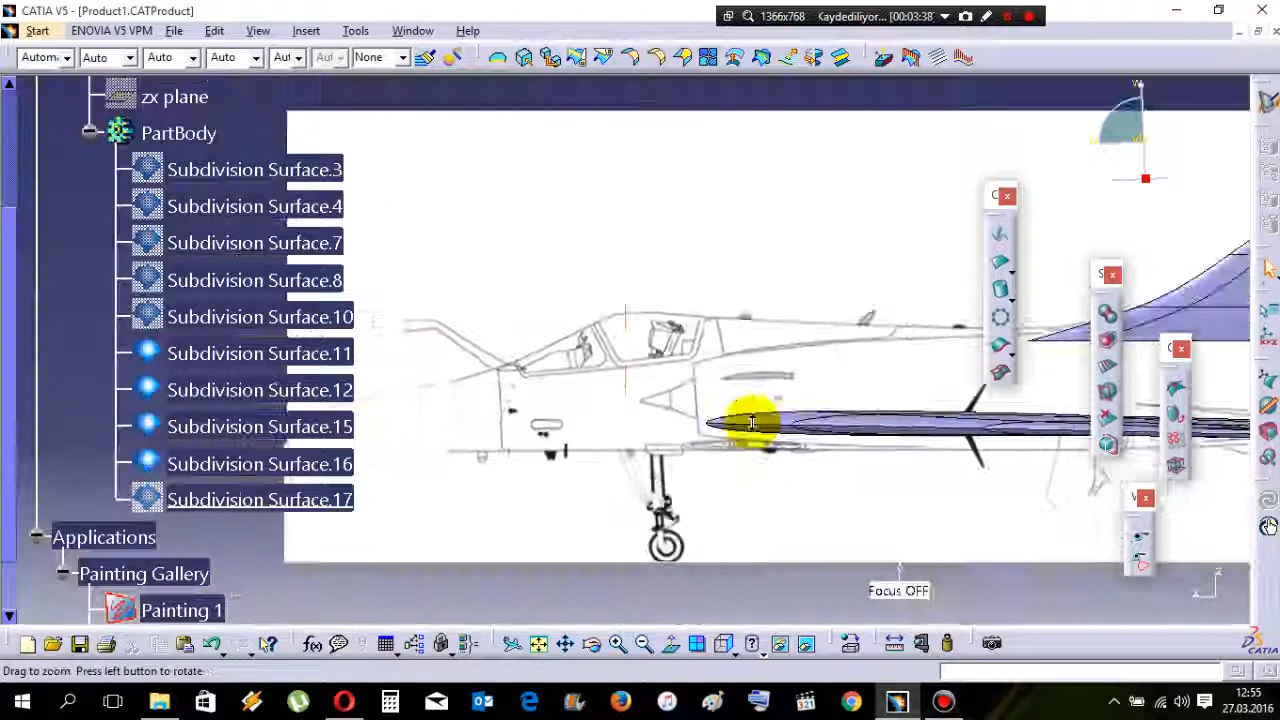 CATIA V5 - [Product1.CATProduct]
1366x768 Kaydediliyor... (00:03:38)
Start ENOVIA V5 VPM File Edit View Insert Tools Window Help
Autom Auto Auto Auto Aut Aut None
zx plane
PartBody
Subdivision Surface.3
Subdivision Surface.4
Subdivision Surface.7
Subdivision Surface.8
Subdivision Surface.10
Subdivision Surface.11
Subdivision Surface.12
Subdivision Surface.15
Subdivision Surface.16
Subdivision Surface.17
Applications
Painting Gallery
Painting 1
Focus OFF
CATIA
Drag to zoom. Press left button to rotate
12:55
27.03.2016